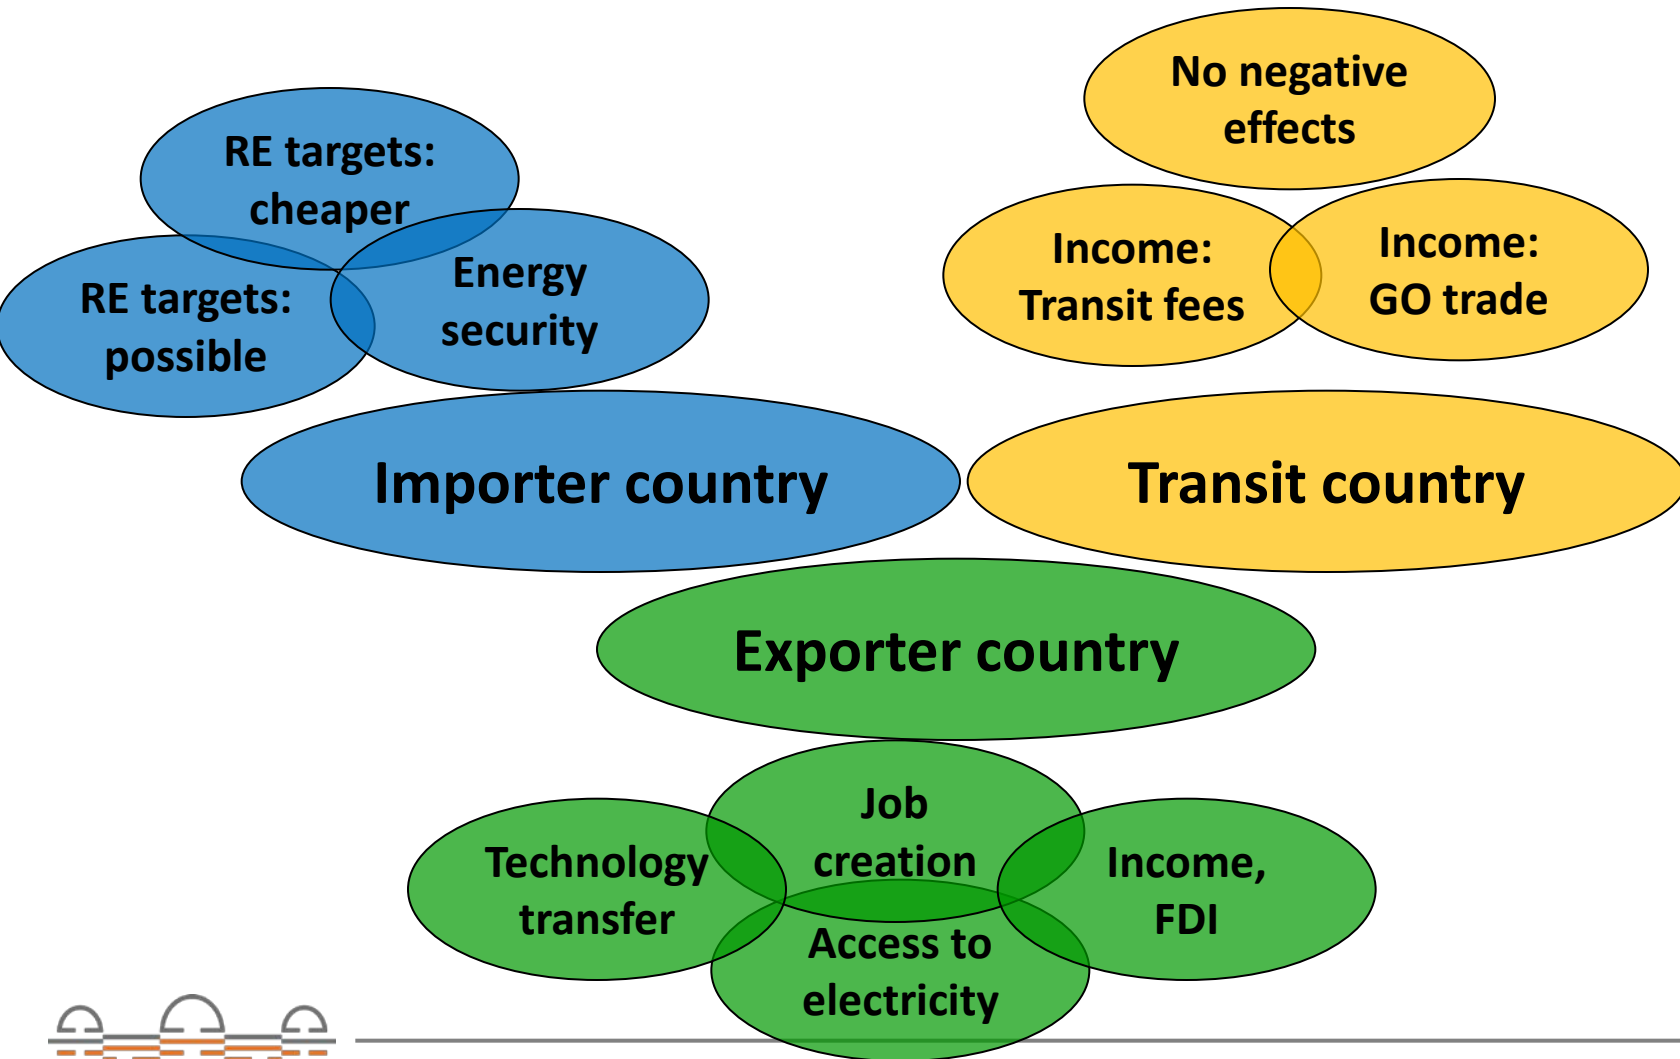 No negative
effects
RE targets:
cheaper
Income:
Transit fees
Income:
GO trade
RE targets:
possible
Energy
security
Importer country
Transit country
Exporter country
Job
creation
Technology
transfer
Income,
FDI
Access to
electricity